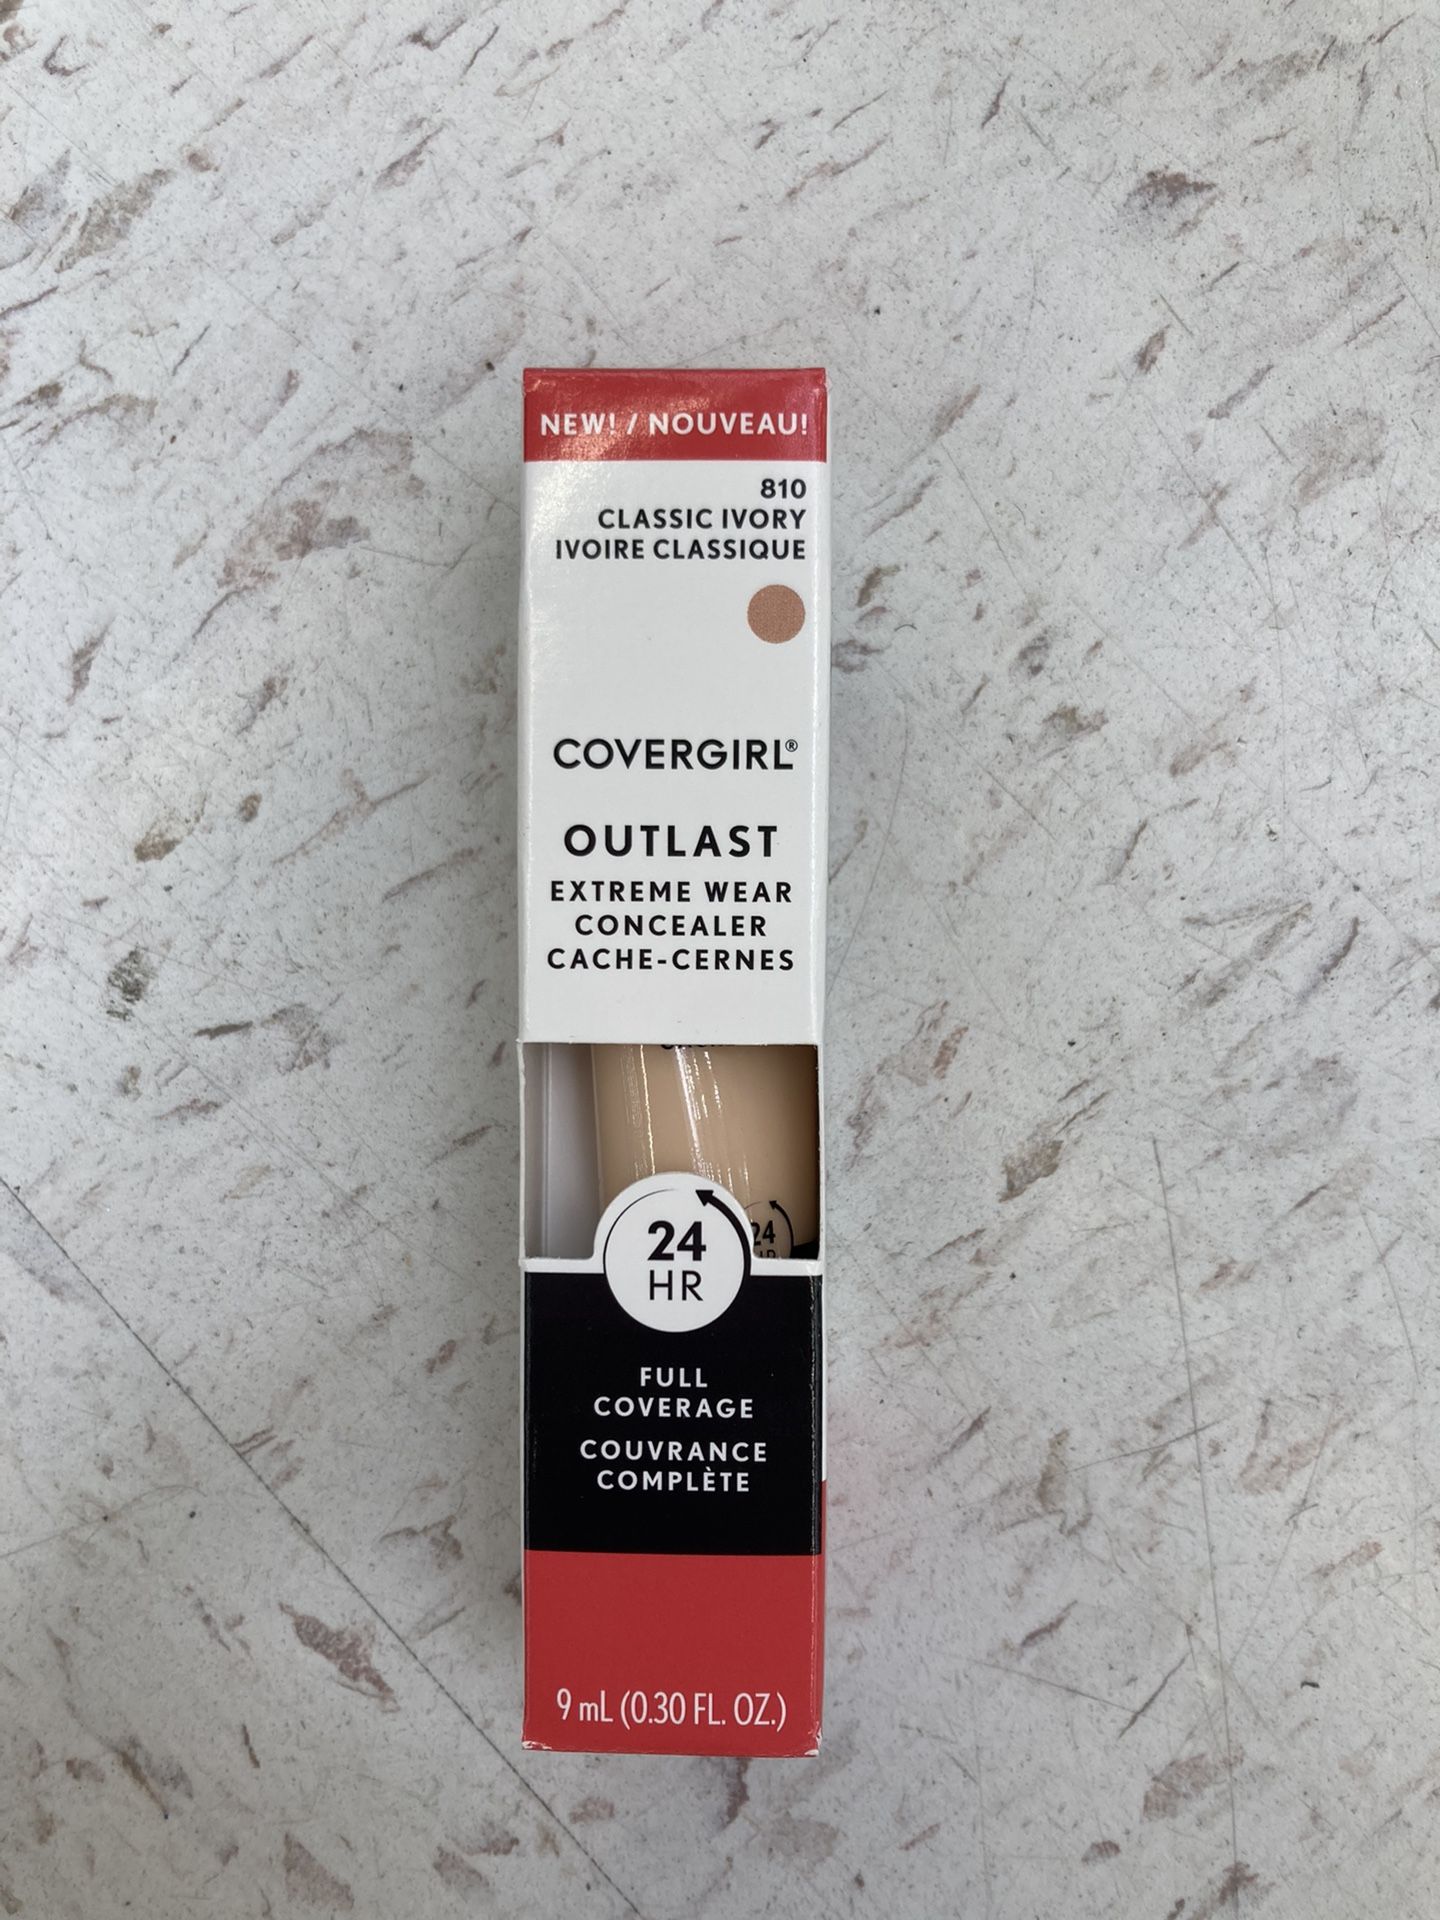 NEW! / NOUVEAU!
810
CLASSIC IVORY
IVOIRE CLASSIQUE
COVERGIRL®
OUTLAST
EXTREME WEAR
CONCEALER
CACHE-CERNES
24
HR
24
FULL
COVERAGE
COUVRANCE
COMPLÈTE
9 mL (0.30 FL. OZ.)